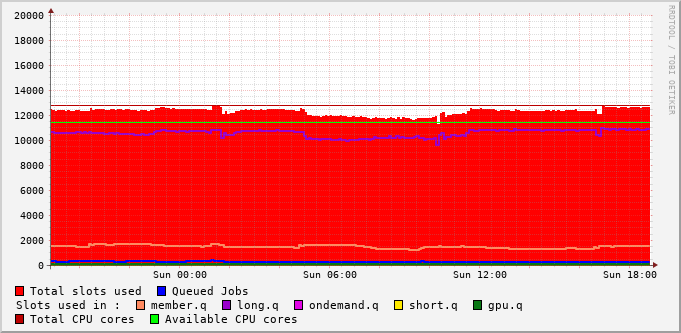 RRDTOOL / TOBI OETIKER
20000
18000
16000
14000
12000
10000
8000
6000
4000
2000
0
Sun 00:00 Sun 06:00 Sun 12:00 Sun 18:00
Total slots used Queued Jobs
Slots used in : member.q long.q ondemand.q short.q gpu.q
Total CPU cores Available CPU cores